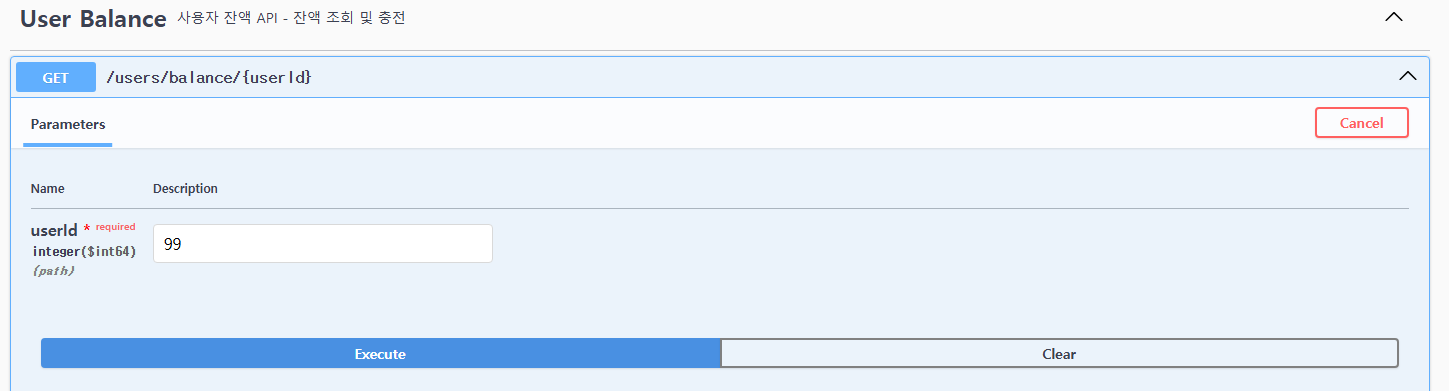 User Balance 사용자 잔액 API - 잔액 조회 및 충전
GET /users/balance/{userId}
Parameters Cancel
Name Description
userId * required
integer($int64) 99
(path)
Execute Clear